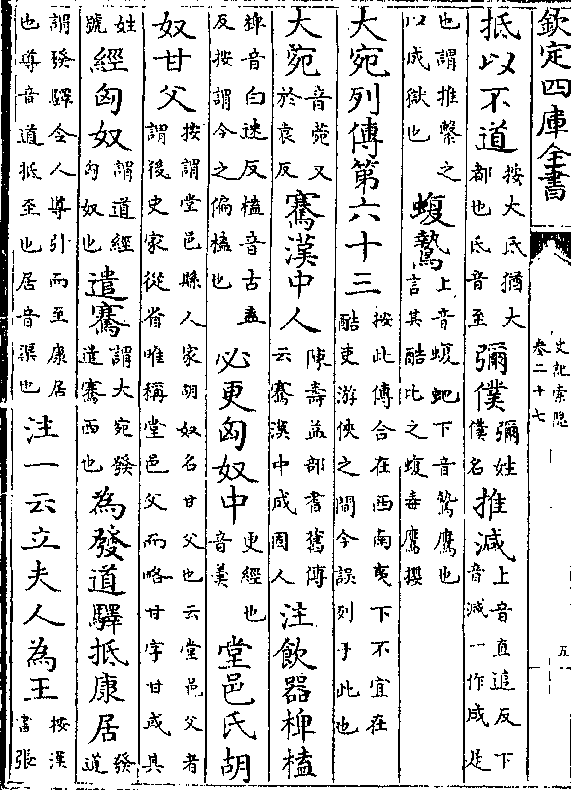 欽定四庫全書
史記索隱
卷二十七
五
抵以不道按大氐猶大都也氐音至彌僕彌姓僕名推減上音直追反下音減一作成是
也謂推繫之以成獄也蝮鷙上音蝮虵下音鷙鷹也言其酷比之蝮毒鷹攫
大宛列傳第六十三按此傳合在西南夷下不宜在酷吏游俠之間今誤列于此也
大菀音菀又於袁反騫漢中人陳壽益部耆舊傳云騫漢中成固人注飲器椑榼
椑音白迷反榼音古盍反按謂今之偏榼也必更匈奴中更經也音羹堂邑氏胡
奴甘父按謂堂邑縣人家胡奴名甘父也云堂邑父者謂後史家從省唯稱堂邑父而略甘字甘或其
姓號經匈奴謂道經匈奴也遣騫謂大宛發遣騫西也為發道驛抵康居發道
謂發驛令人導引而至康居也導音道抵至也居音渠也注一云立夫人為王按漢書張